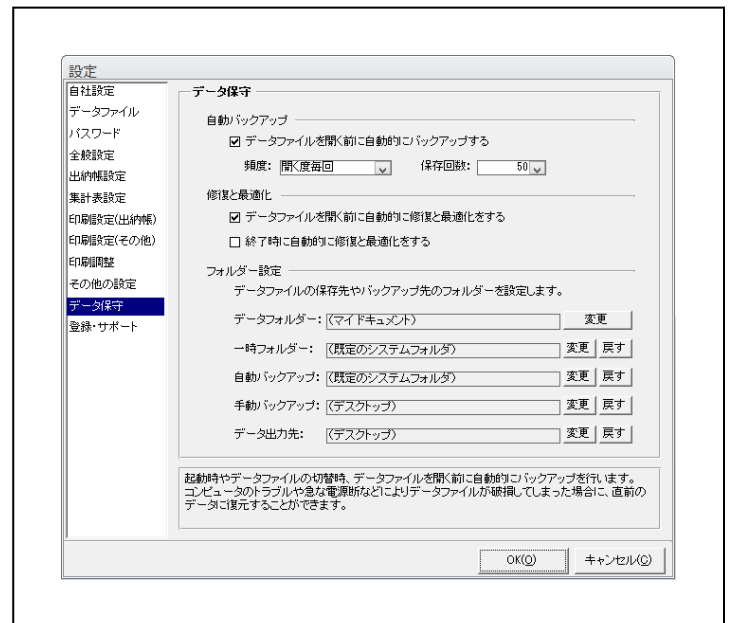 設定
自社設定
データファイル
パスワード
全般設定
出納帳設定
集計表設定
印刷設定(出納帳)
印刷設定(その他)
印刷調整
その他の設定
データ保守
登録・サポート
データ保守
自動バックアップ
データファイルを開く前に自動的にバックアップする
頻度: 開く度毎回 保存回数: 50
修復と最適化
データファイルを開く前に自動的に修復と最適化をする
終了時に自動的に修復と最適化をする
フォルダー設定
データファイルの保存先やバックアップ先のフォルダーを設定します。
データフォルダー: (マイドキュメント) 変更
一時フォルダー: (既定のシステムフォルダ) 変更 戻す
自動バックアップ: (既定のシステムフォルダ) 変更 戻す
手動バックアップ: (デスクトップ) 変更 戻す
データ出力先: (デスクトップ) 変更 戻す
起動時やデータファイルの切替時、データファイルを開く前に自動的にバックアップを行います。
コンピュータのトラブルや急な電源断などによりデータファイルが破損してしまった場合に、直前の
データに復元することができます。
OK(O) キャンセル(C)